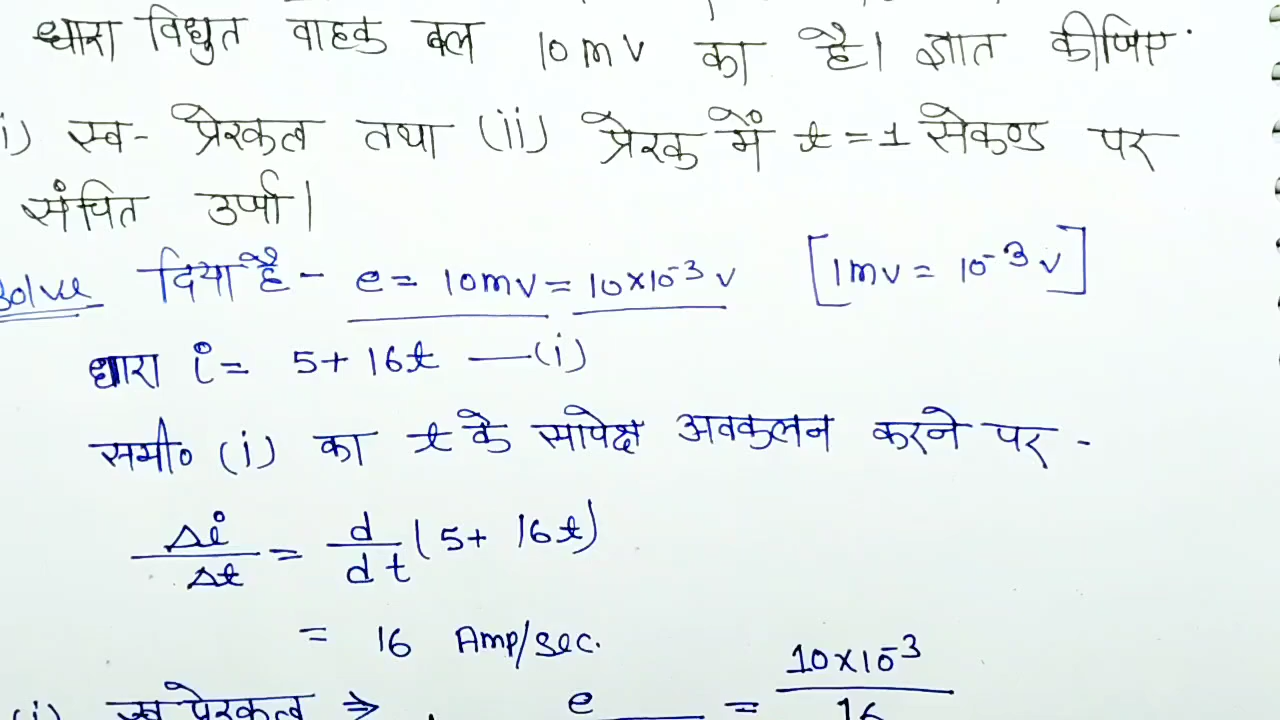 धारा विधुत वाहक बल 10mv का है। ज्ञात कीजिए
i) स्व- प्रेरकत्व तथा (ii) प्रेरक में t = 1 सेकण्ड पर
संचित उर्जा।
Solve दिया है - e = 10mv = 10×10⁻³ v [1mv = 10⁻³ v]
धारा i = 5+16t —(i)
समी० (i) का t के सापेक्ष अवकलन करने पर -
Δi/Δt = d/dt (5+ 16t)
= 16 Amp/sec.
(i) स्व प्रेरकत्व ⇒ e = 10×10⁻³/16